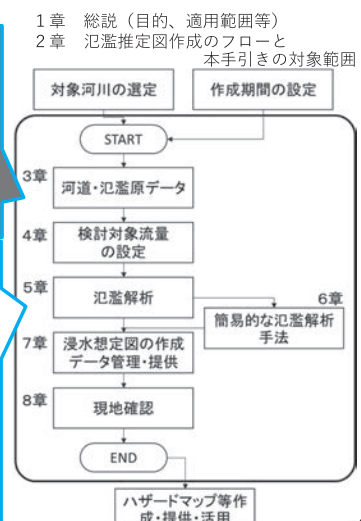 1章　総説（目的、適用範囲等）
2章　氾濫推定図作成のフローと
本手引きの対象範囲
対象河川の選定
作成期間の設定
START
3章
河道・氾濫原データ
4章
検討対象流量
の設定
5章
氾濫解析
6章
簡易的な氾濫解析
手法
7章
浸水想定図の作成
データ管理・提供
8章
現地確認
END
ハザードマップ等作
成・提供・活用